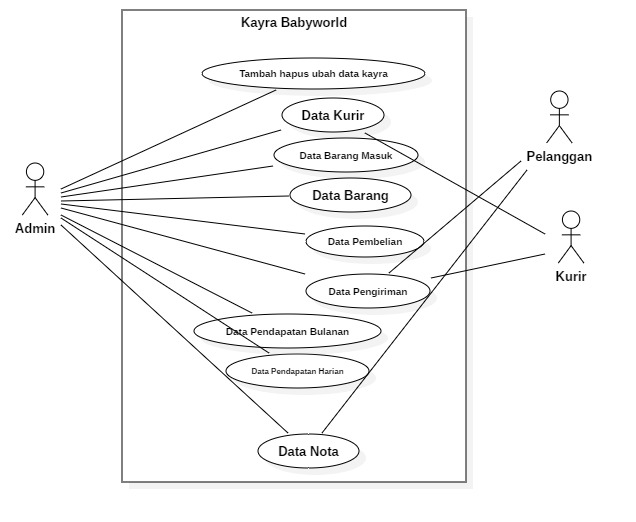 Kayra Babyworld
Tambah hapus ubah data kayra
Data Kurir
Data Barang Masuk
Pelanggan
Data Barang
Admin
Data Pembelian
Kurir
Data Pengiriman
Data Pendapatan Bulanan
Data Pendapatan Harian
Data Nota